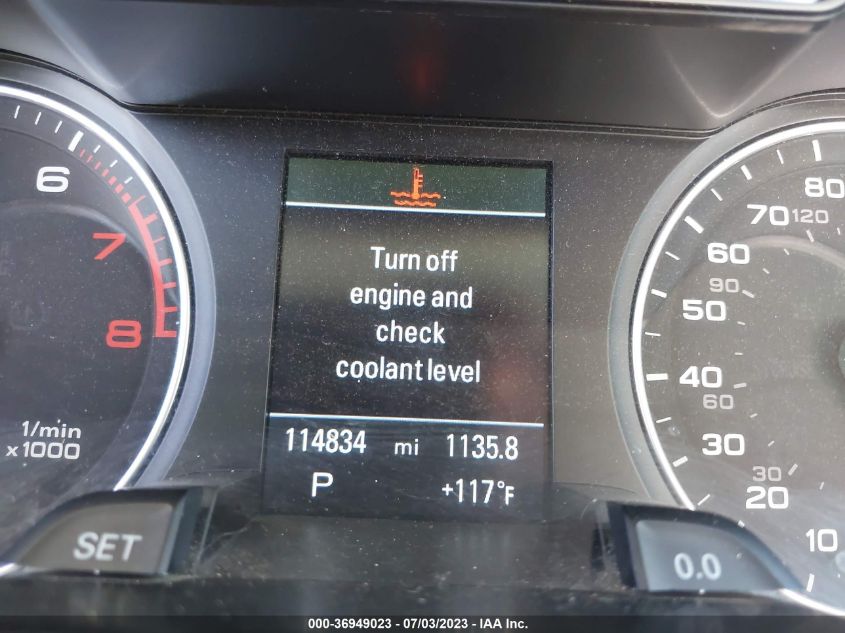 6
7
8
1/min
x1000
SET
Turn off
engine and
check
coolant level
114834 mi 1135.8
P +117°F
80
70 120
60
90
50
40
60
30
30
20
10
0.0
000-36949023 - 07/03/2023 - IAA Inc.